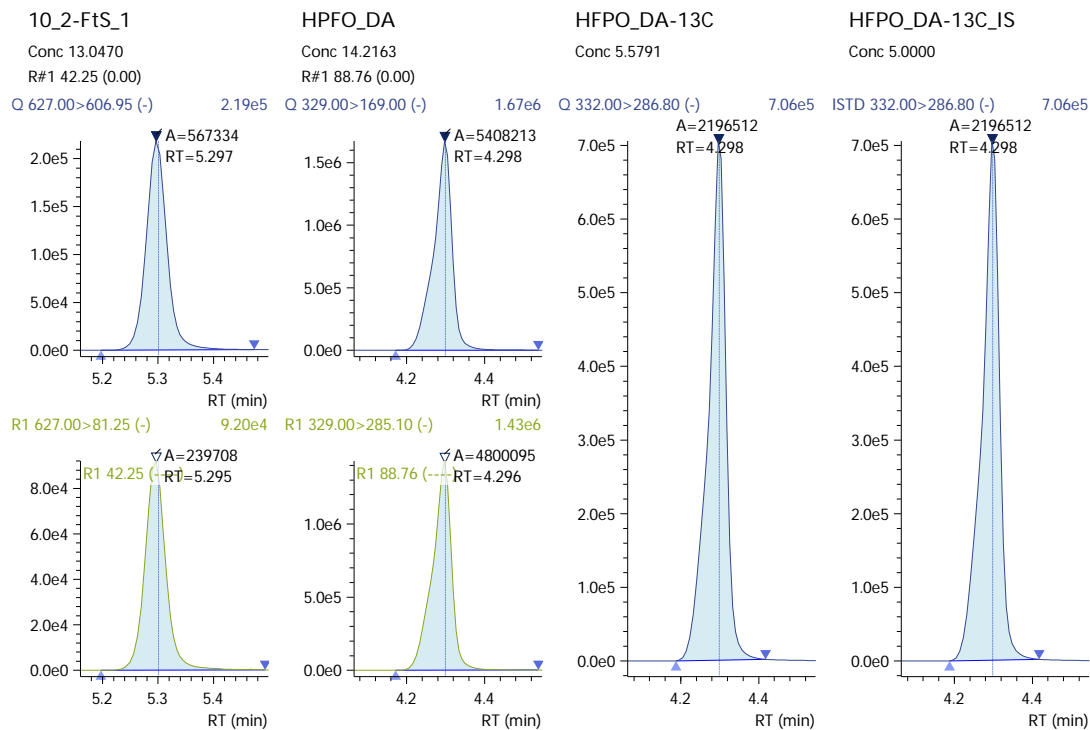 10_2-FtS_1
Conc 13.0470
R#1 42.25 (0.00)
Q 627.00>606.95 (-) 2.19e5
A=567334
RT=5.297
2.0e5
1.5e5
1.0e5
5.0e4
0.0e0
5.2 5.3 5.4
RT (min)
R1 627.00>81.25 (-) 9.20e4
A=239708
R1 42.25 (----)
RT=5.295
8.0e4
6.0e4
4.0e4
2.0e4
0.0e0
5.2 5.3 5.4
RT (min)
HPFO_DA
Conc 14.2163
R#1 88.76 (0.00)
Q 329.00>169.00 (-) 1.67e6
A=5408213
RT=4.298
1.5e6
1.0e6
5.0e5
0.0e0
4.2 4.4
RT (min)
R1 329.00>285.10 (-) 1.43e6
A=4800095
R1 88.76 (----)
RT=4.296
1.0e6
5.0e5
0.0e0
4.2 4.4
RT (min)
HFPO_DA-13C
Conc 5.5791
Q 332.00>286.80 (-) 7.06e5
A=2196512
RT=4.298
7.0e5
6.0e5
5.0e5
4.0e5
3.0e5
2.0e5
1.0e5
0.0e0
4.2 4.4
RT (min)
HFPO_DA-13C_IS
Conc 5.0000
ISTD 332.00>286.80 (-) 7.06e5
A=2196512
RT=4.298
7.0e5
6.0e5
5.0e5
4.0e5
3.0e5
2.0e5
1.0e5
0.0e0
4.2 4.4
RT (min)